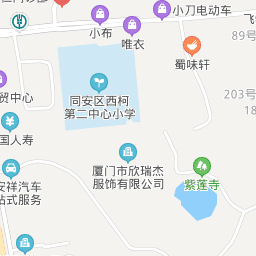 小刀电动车
小布
唯衣
89号
蜀味轩
203号
贸中心
同安区西柯
第二中心小学
国人寿
厦门市欣瑞杰
服饰有限公司
紫莲寺
安祥汽车
站式服务